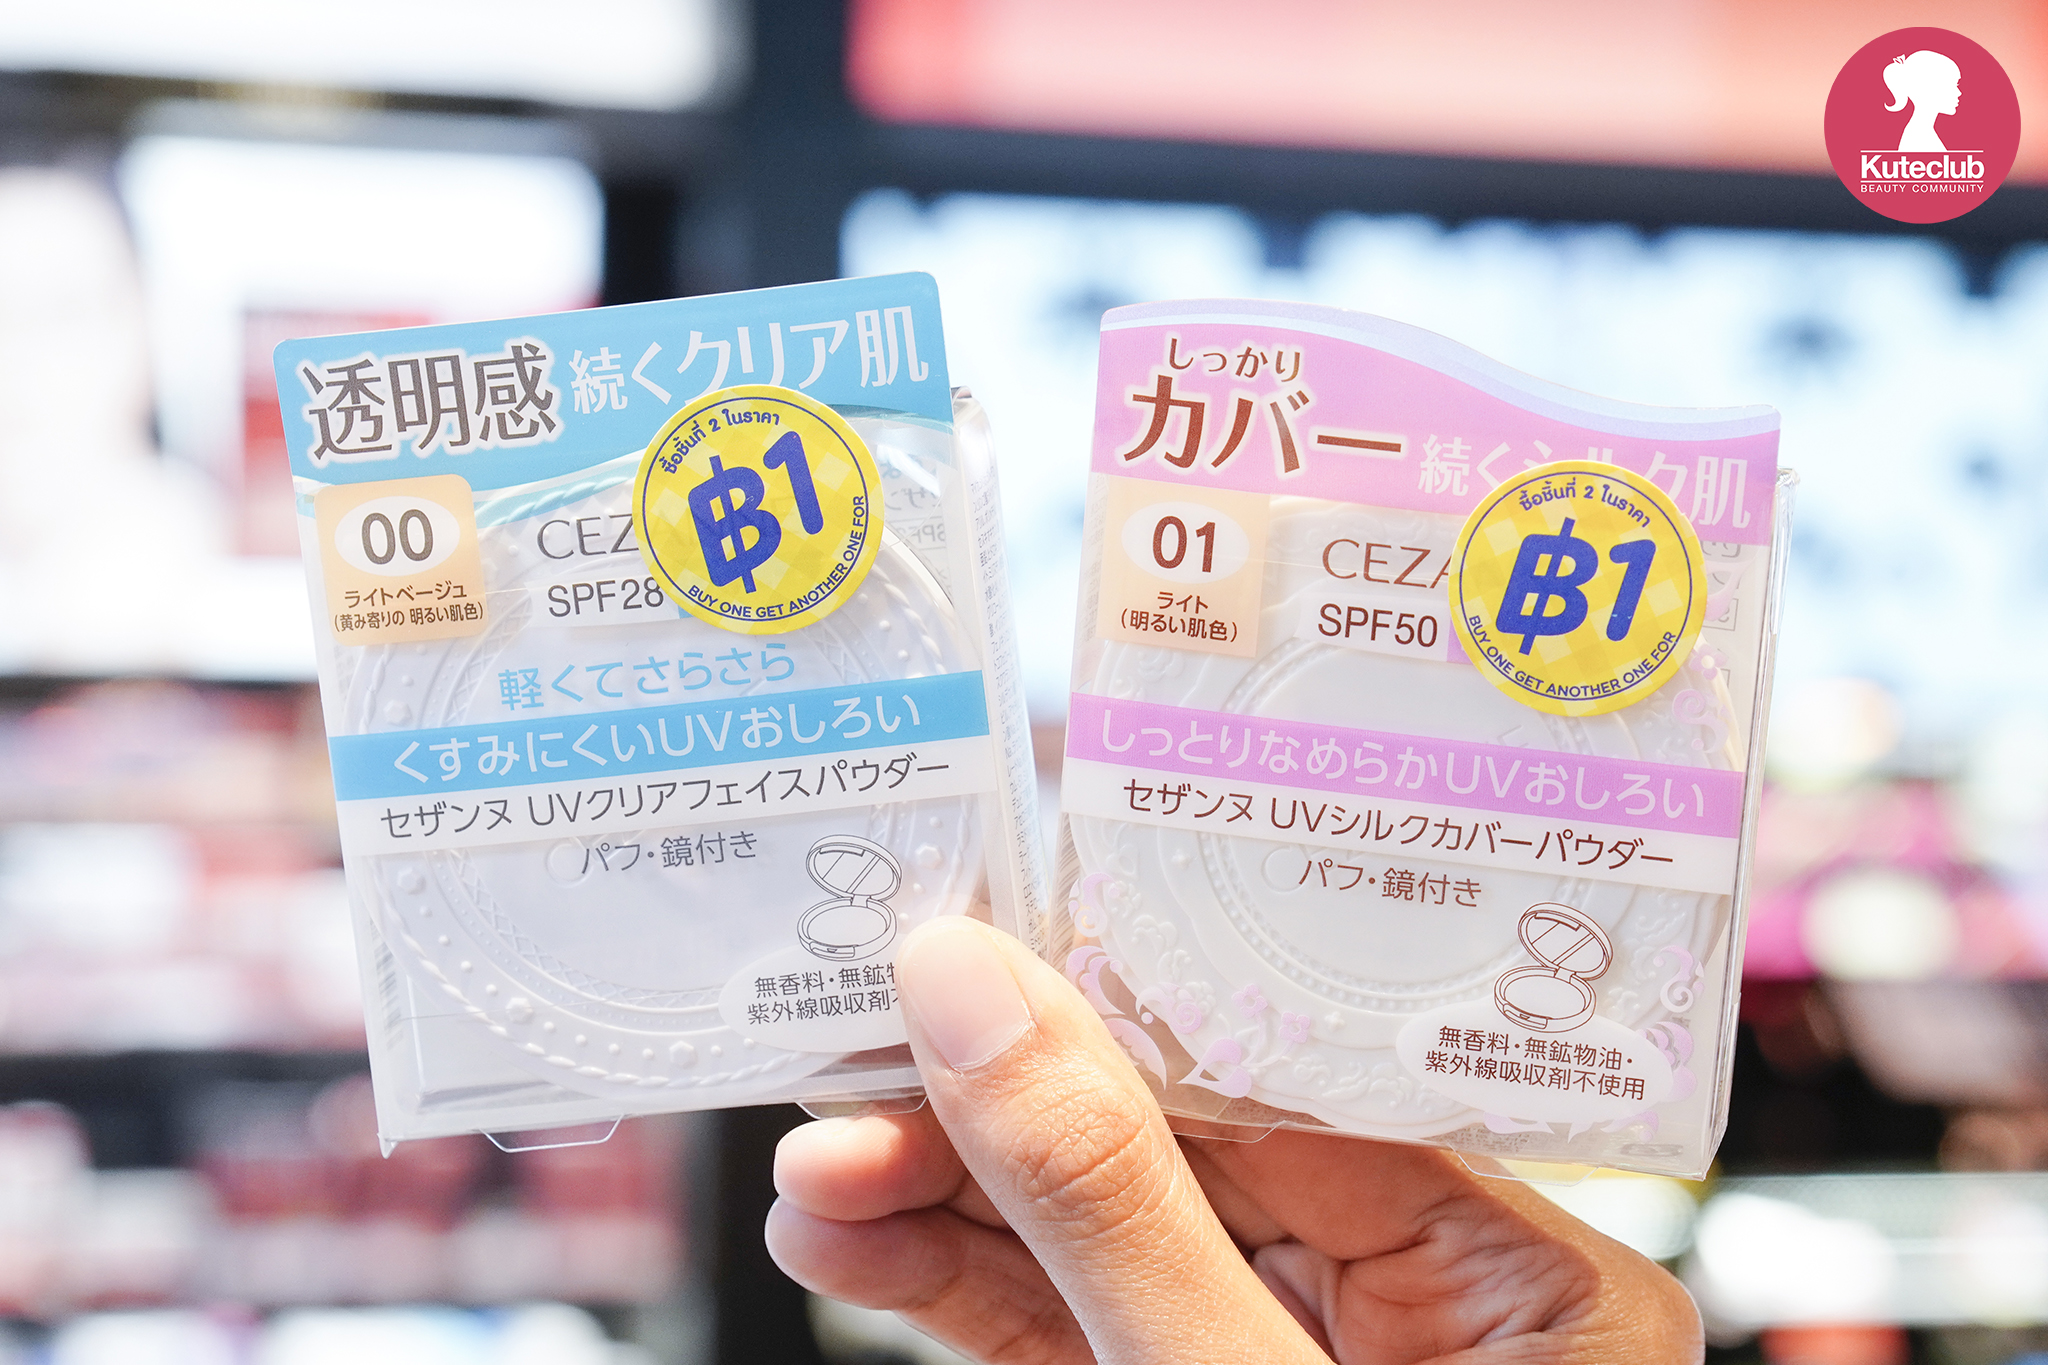 Kuteclub
BEAUTY COMMUNITY
透明感 続くクリア肌
00
ライトベージュ
(黄み寄りの 明るい肌色)
CEZ
SPF28
ซื้อชิ้นที่ 2 ในราคา
฿1
BUY ONE GET ANOTHER ONE FOR
軽くてさらさら
くすみにくいUVおしろい
セザンヌ UVクリアフェイスパウダー
パフ・鏡付き
無香料・無鉱物
紫外線吸収剤
しっかり
カバー 続くシルク肌
01
ライト
(明るい肌色)
CEZA
SPF50
ซื้อชิ้นที่ 2 ในราคา
฿1
BUY ONE GET ANOTHER ONE FOR
しっとりなめらかUVおしろい
セザンヌ UVシルクカバーパウダー
パフ・鏡付き
無香料・無鉱物油・
紫外線吸収剤不使用